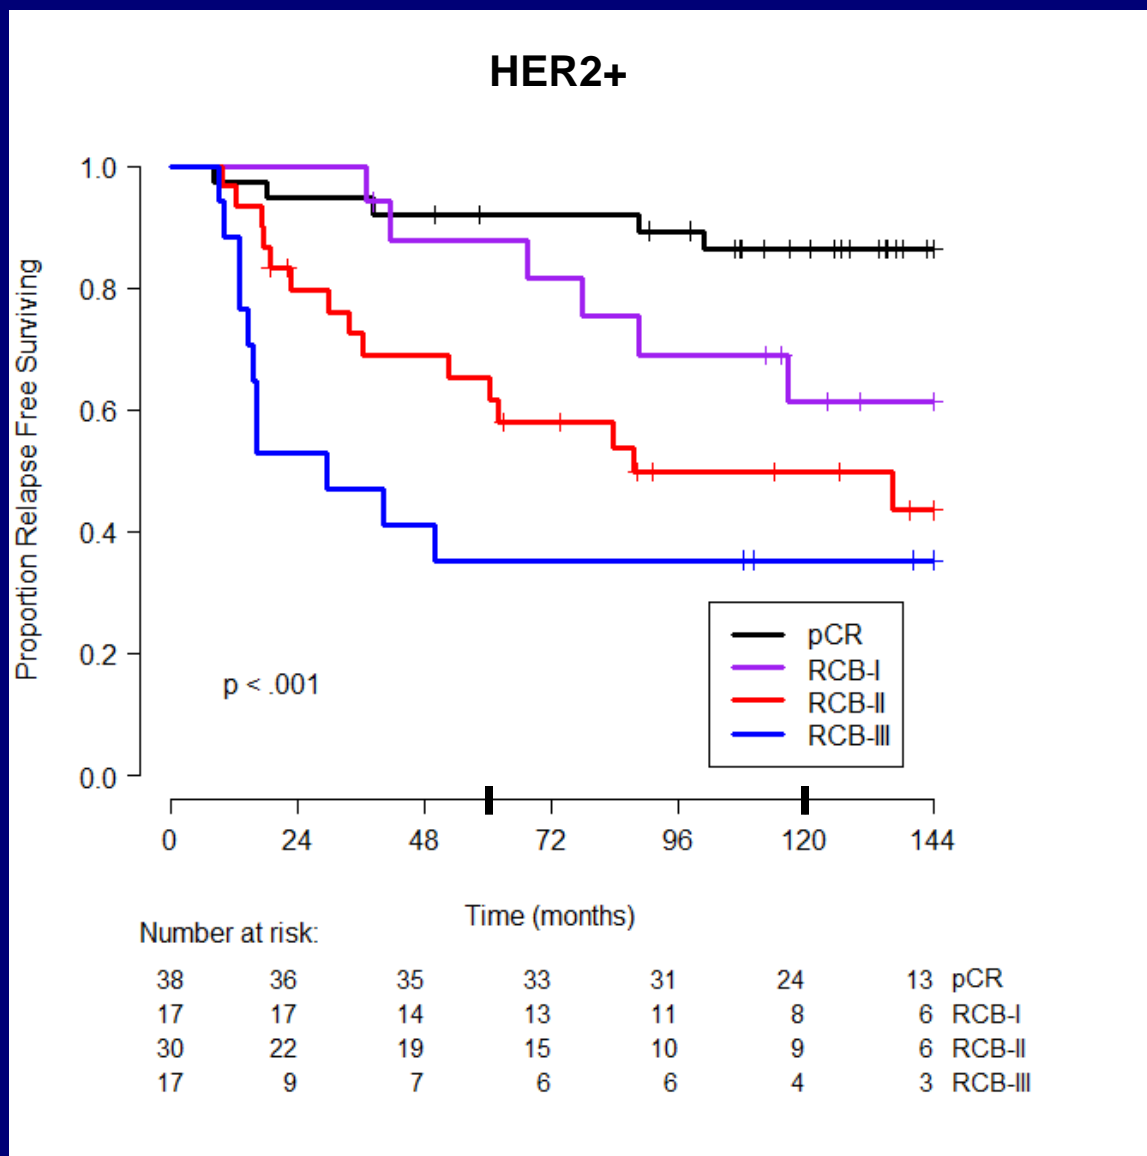 HER2+
Proportion Relapse Free Surviving
1.0
0.8
0.6
0.4
0.2
0.0
p < .001
pCR
RCB-I
RCB-II
RCB-III
0 24 48 72 96 120 144
Time (months)
Number at risk:
38 36 35 33 31 24 13 pCR
17 17 14 13 11 8 6 RCB-I
30 22 19 15 10 9 6 RCB-II
17 9 7 6 6 4 3 RCB-III